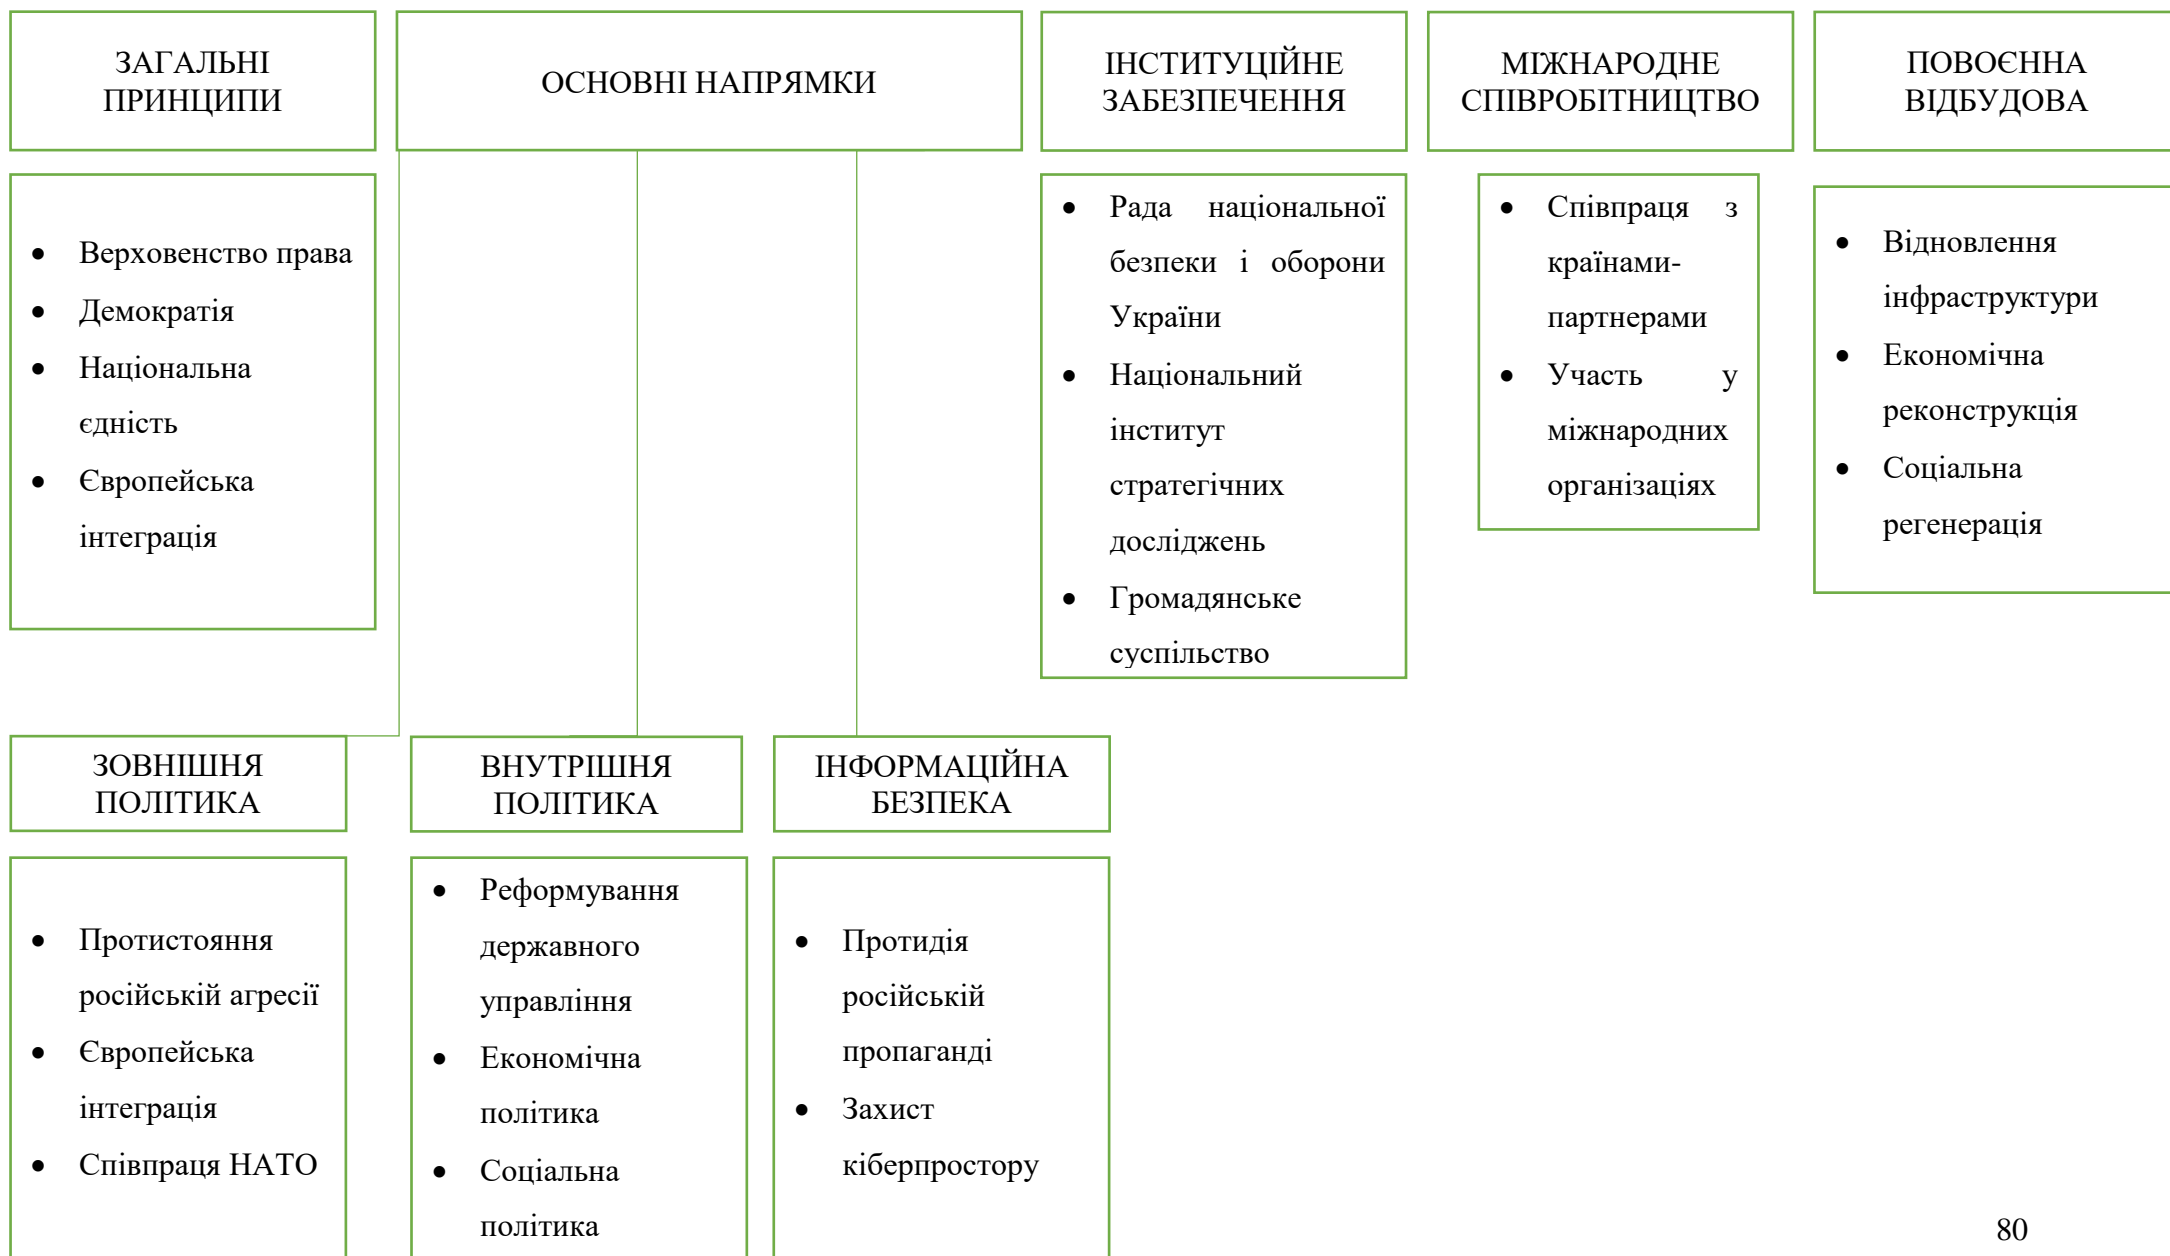 ЗАГАЛЬНІ
ПРИНЦИПИ
ОСНОВНІ НАПРЯМКИ
ІНСТИТУЦІЙНЕ
ЗАБЕЗПЕЧЕННЯ
МІЖНАРОДНЕ
СПІВРОБІТНИЦТВО
ПОВОЄННА
ВІДБУДОВА
• Верховенство права
• Демократія
• Національна
єдність
• Європейська
інтеграція
• Рада національної
безпеки і оборони
України
• Національний
інститут
стратегічних
досліджень
• Громадянське
суспільство
• Співпраця з
країнами-
партнерами
• Участь у
міжнародних
організаціях
• Відновлення
інфраструктури
• Економічна
реконструкція
• Соціальна
регенерація
ЗОВНІШНЯ
ПОЛІТИКА
ВНУТРІШНЯ
ПОЛІТИКА
ІНФОРМАЦІЙНА
БЕЗПЕКА
• Протистояння
російській агресії
• Європейська
інтеграція
• Співпраця НАТО
• Реформування
державного
управління
• Економічна
політика
• Соціальна
політика
• Протидія
російській
пропаганді
• Захист
кіберпростору
80